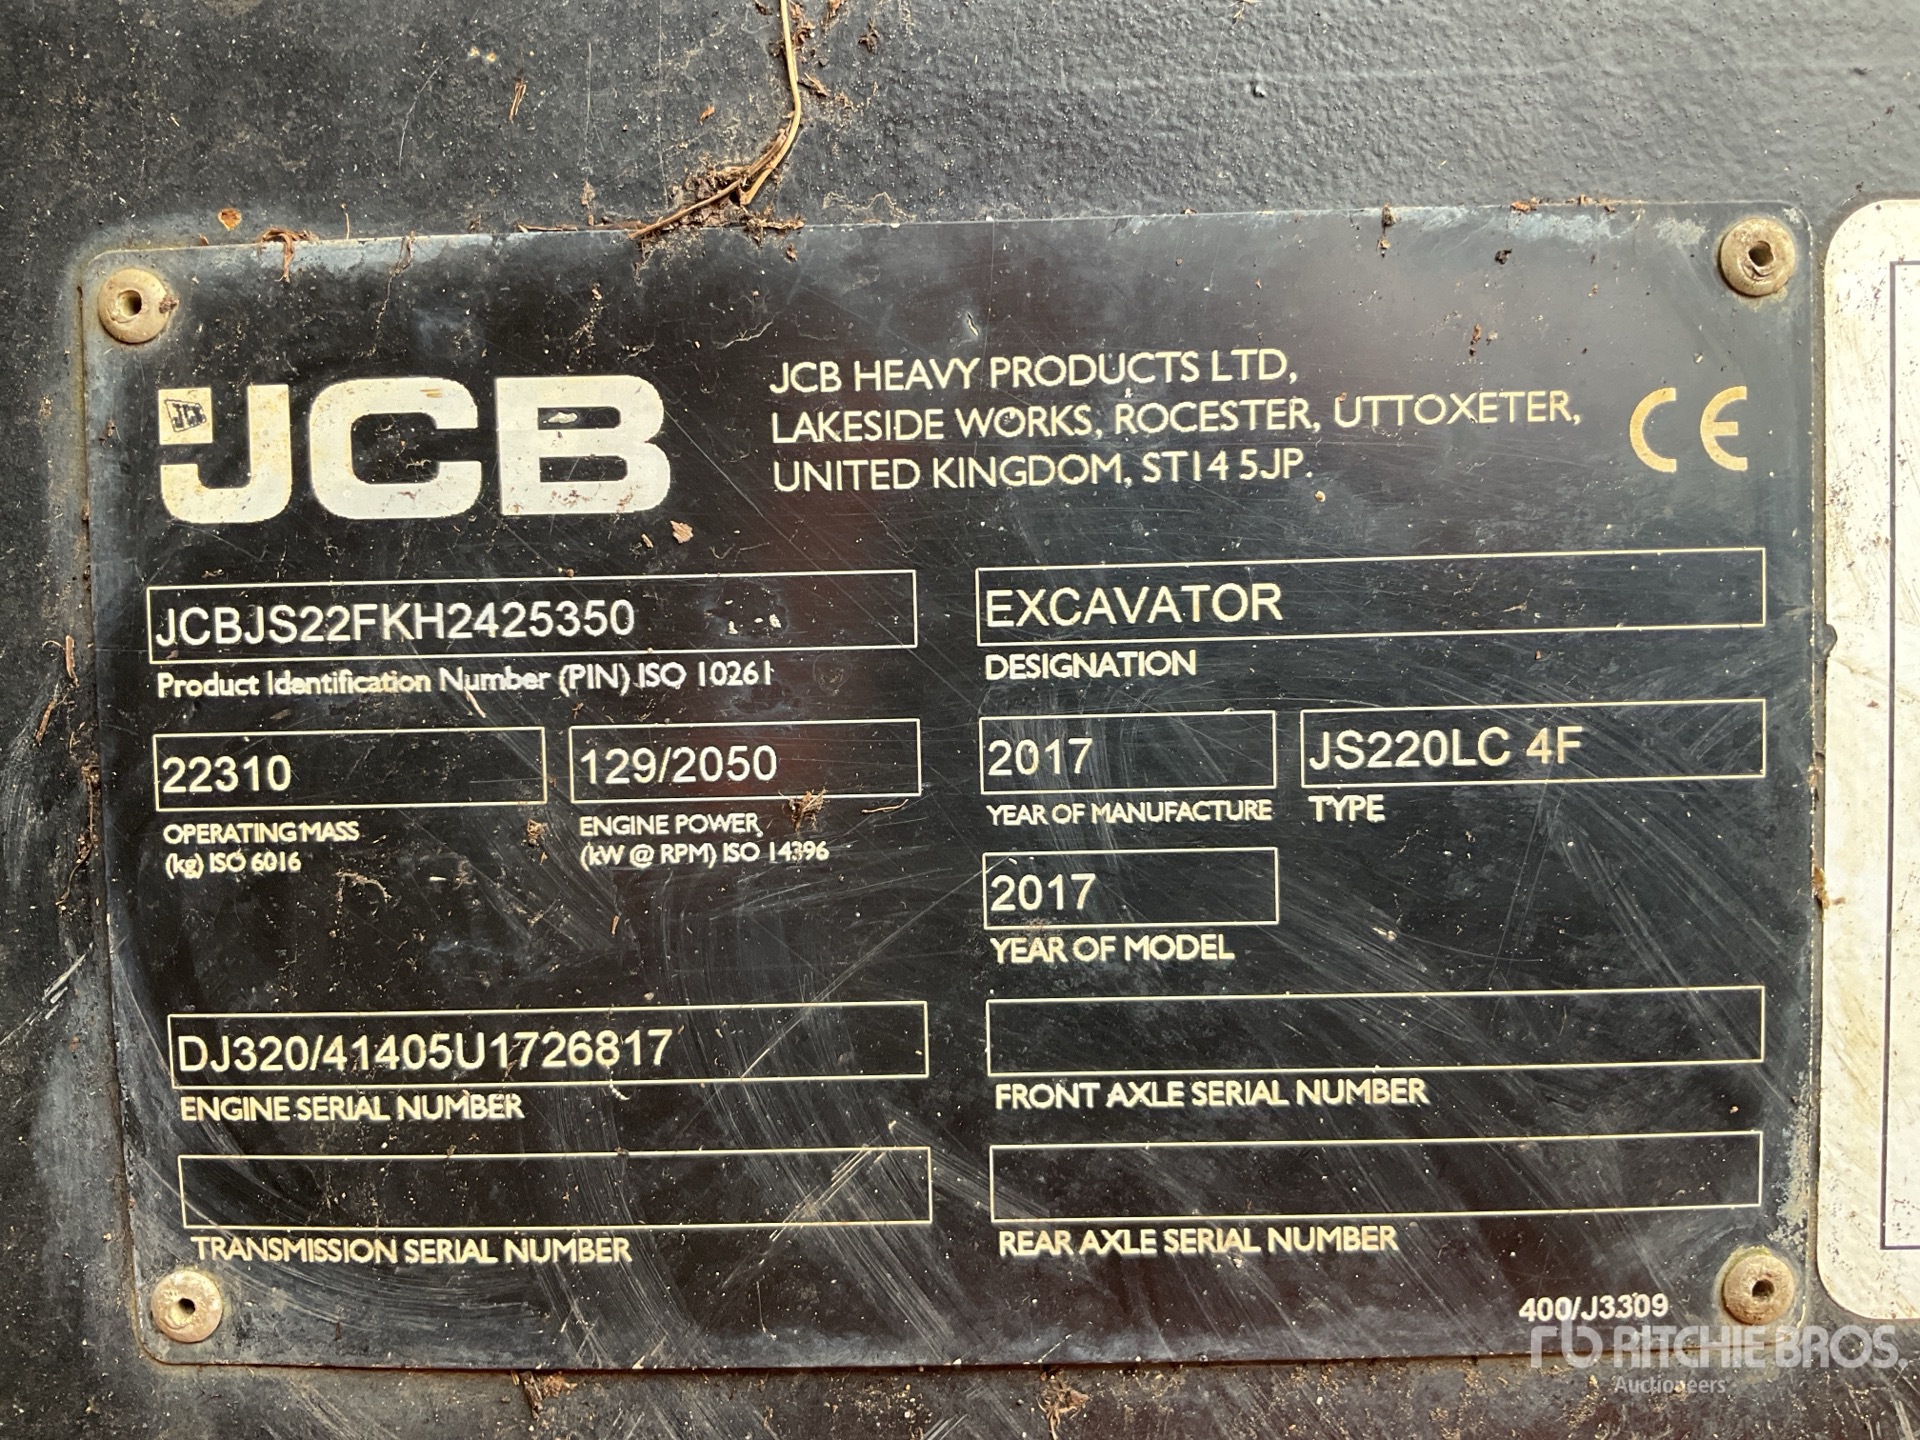 JCB
JCB
JCB HEAVY PRODUCTS LTD,
LAKESIDE WORKS, ROCESTER, UTTOXETER,
UNITED KINGDOM, ST14 5JP.
CE
JCBJS22FKH2425350
Product Identification Number (PIN) ISO 10261
EXCAVATOR
DESIGNATION
22310
OPERATING MASS
(kg) ISO 6016
129/2050
ENGINE POWER
(kW @ RPM) ISO 14396
2017
YEAR OF MANUFACTURE
JS220LC 4F
TYPE
2017
YEAR OF MODEL
DJ320/41405U1726817
ENGINE SERIAL NUMBER
FRONT AXLE SERIAL NUMBER
TRANSMISSION SERIAL NUMBER
REAR AXLE SERIAL NUMBER
400/J3309
rb RITCHIE BROS.
Auctioneers